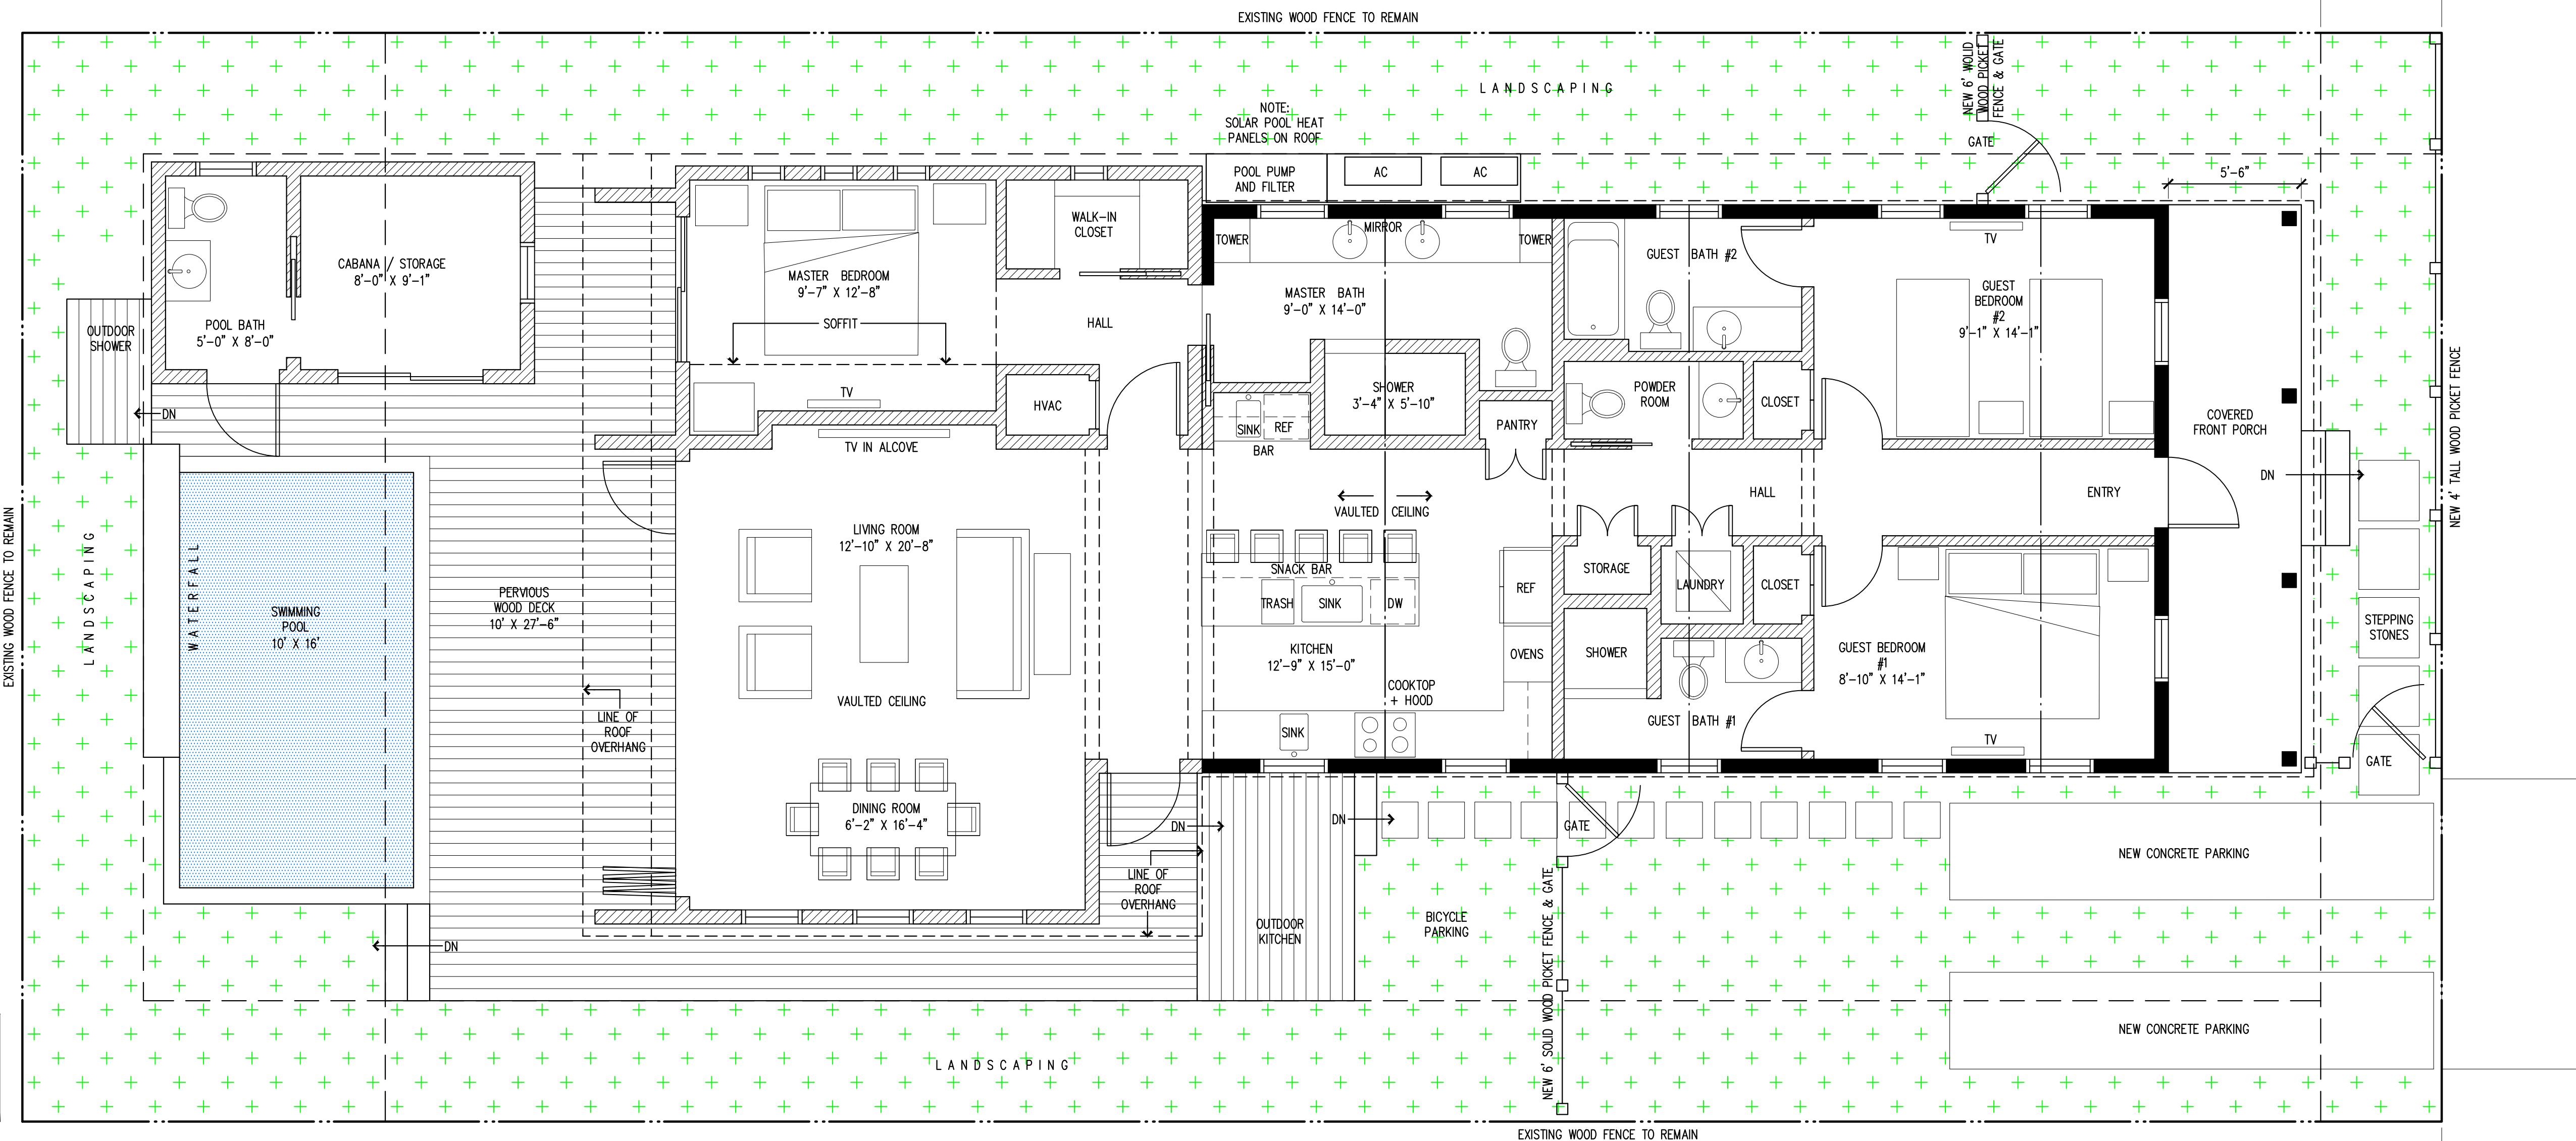 EXISTING WOOD FENCE TO REMAIN
LANDSCAPING
NEW 6' WOLID
WOOD PICKET
FENCE & GATE
GATE
NOTE:
SOLAR POOL HEAT
PANELS ON ROOF
POOL PUMP
AND FILTER
AC
AC
5'-6"
CABANA / STORAGE
8'-0" X 9'-1"
POOL BATH
5'-0" X 8'-0"
OUTDOOR
SHOWER
DN
MASTER BEDROOM
9'-7" X 12'-8"
SOFFIT
TV
WALK-IN
CLOSET
HALL
HVAC
TV IN ALCOVE
TOWER
MIRROR
TOWER
MASTER BATH
9'-0" X 14'-0"
SHOWER
3'-4" X 5'-10"
SINK
REF
BAR
PANTRY
GUEST BATH #2
POWDER
ROOM
CLOSET
TV
GUEST
BEDROOM
#2
9'-1" X 14'-1"
COVERED
FRONT PORCH
DN
NEW 4' TALL WOOD PICKET FENCE
EXISTING WOOD FENCE TO REMAIN
LANDSCAPING
WATERFALL
SWIMMING
POOL
10' X 16'
PERVIOUS
WOOD DECK
10' X 27'-6"
LINE OF
ROOF
OVERHANG
LIVING ROOM
12'-10" X 20'-8"
VAULTED CEILING
VAULTED CEILING
SNACK BAR
TRASH
SINK
DW
REF
KITCHEN
12'-9" X 15'-0"
OVENS
COOKTOP
+ HOOD
SINK
HALL
ENTRY
STORAGE
LAUNDRY
CLOSET
SHOWER
GUEST BATH #1
GUEST BEDROOM
#1
8'-10" X 14'-1"
TV
STEPPING
STONES
GATE
DINING ROOM
6'-2" X 16'-4"
DN
DN
GATE
LINE OF
ROOF
OVERHANG
OUTDOOR
KITCHEN
BICYCLE
PARKING
NEW 6' SOLID WOOD PICKET FENCE & GATE
NEW CONCRETE PARKING
NEW CONCRETE PARKING
DN
LANDSCAPING
EXISTING WOOD FENCE TO REMAIN